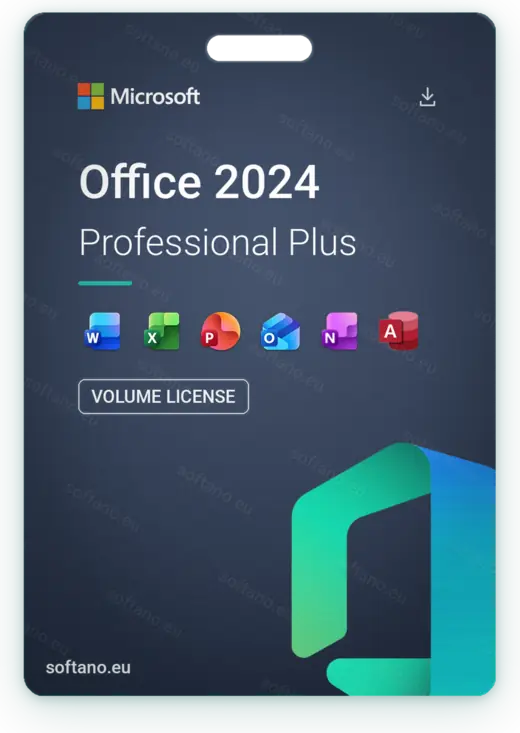 Microsoft
Office 2024
Professional Plus
W X P O N A
VOLUME LICENSE
softano.eu